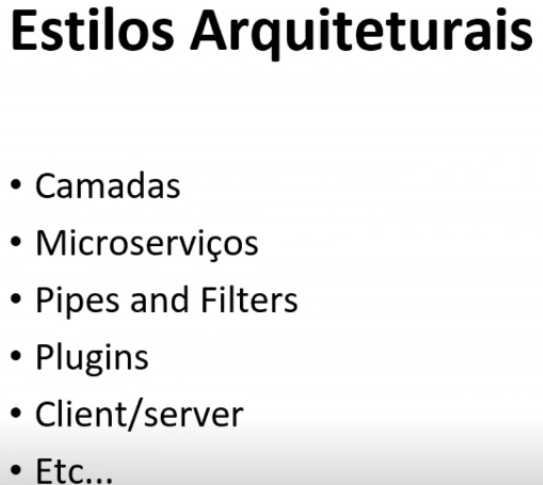 Estilos Arquiteturais
• Camadas
• Microserviços
• Pipes and Filters
• Plugins
• Client/server
• Etc...